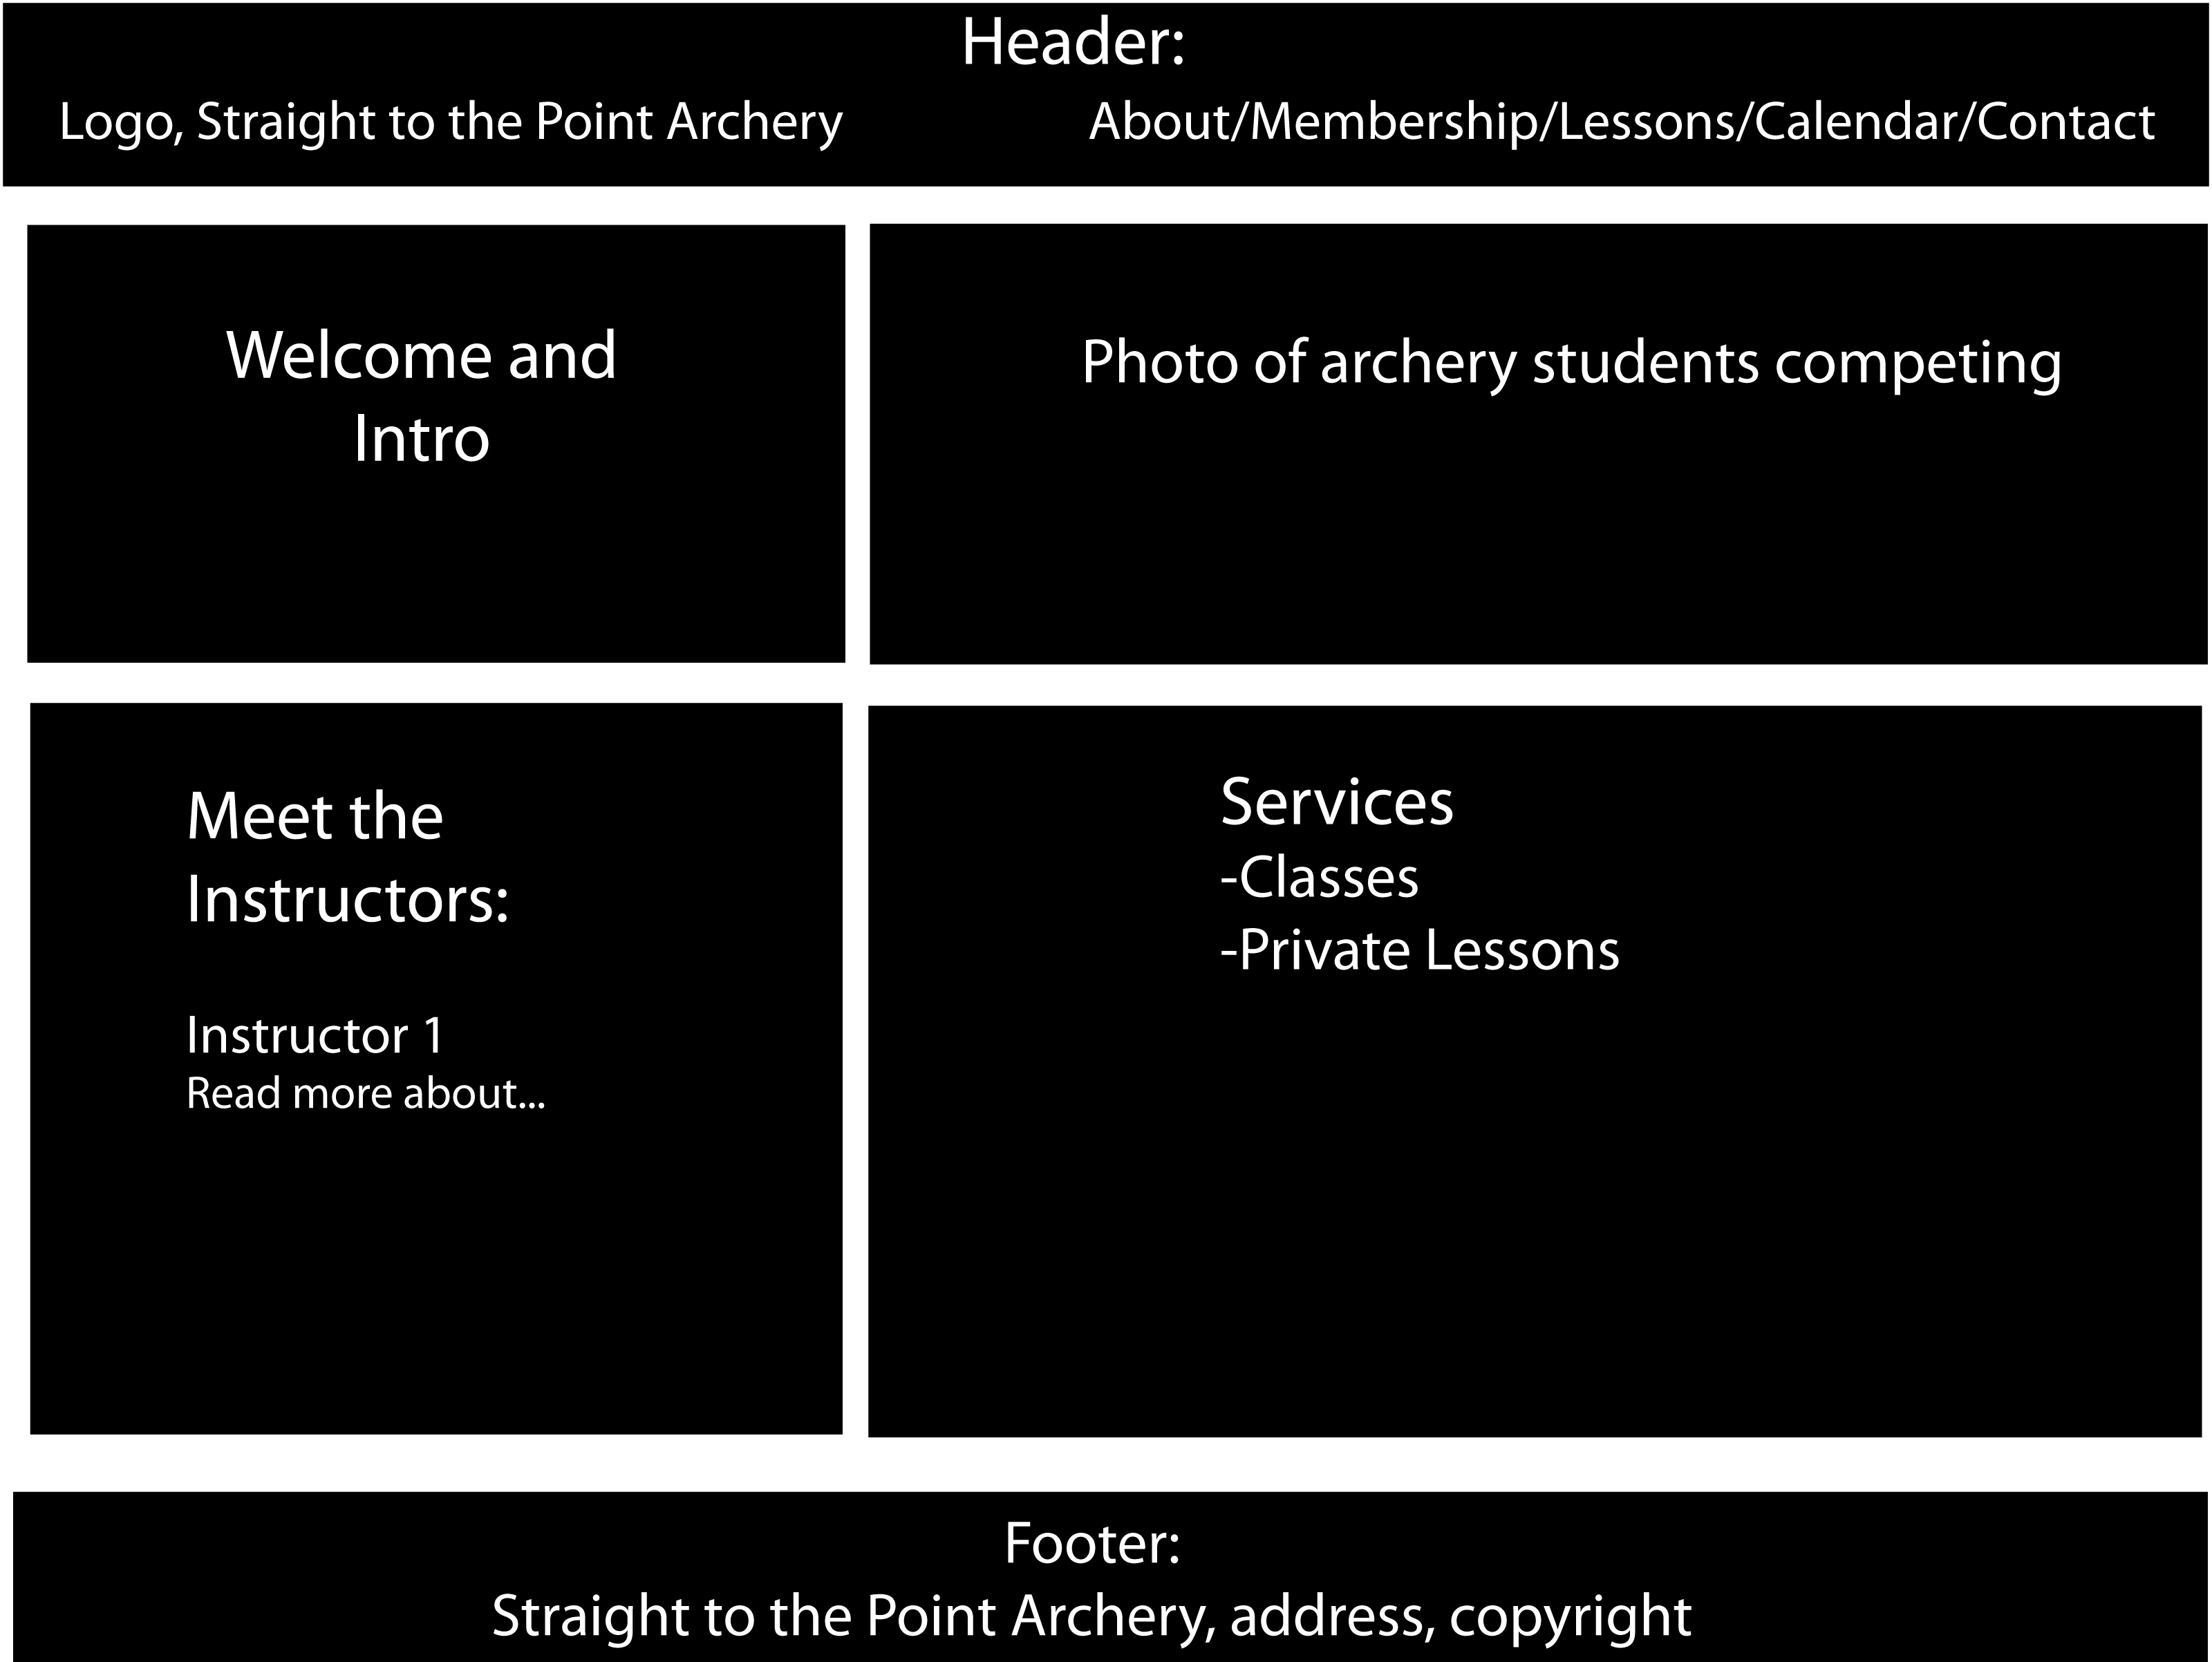 Header:
Logo, Straight to the Point Archery
About/Membership/Lessons/Calendar/Contact
Welcome and
Intro
Photo of archery students competing
Meet the
Instructors:
Instructor 1
Read more about...
Services
-Classes
-Private Lessons
Footer:
Straight to the Point Archery, address, copyright